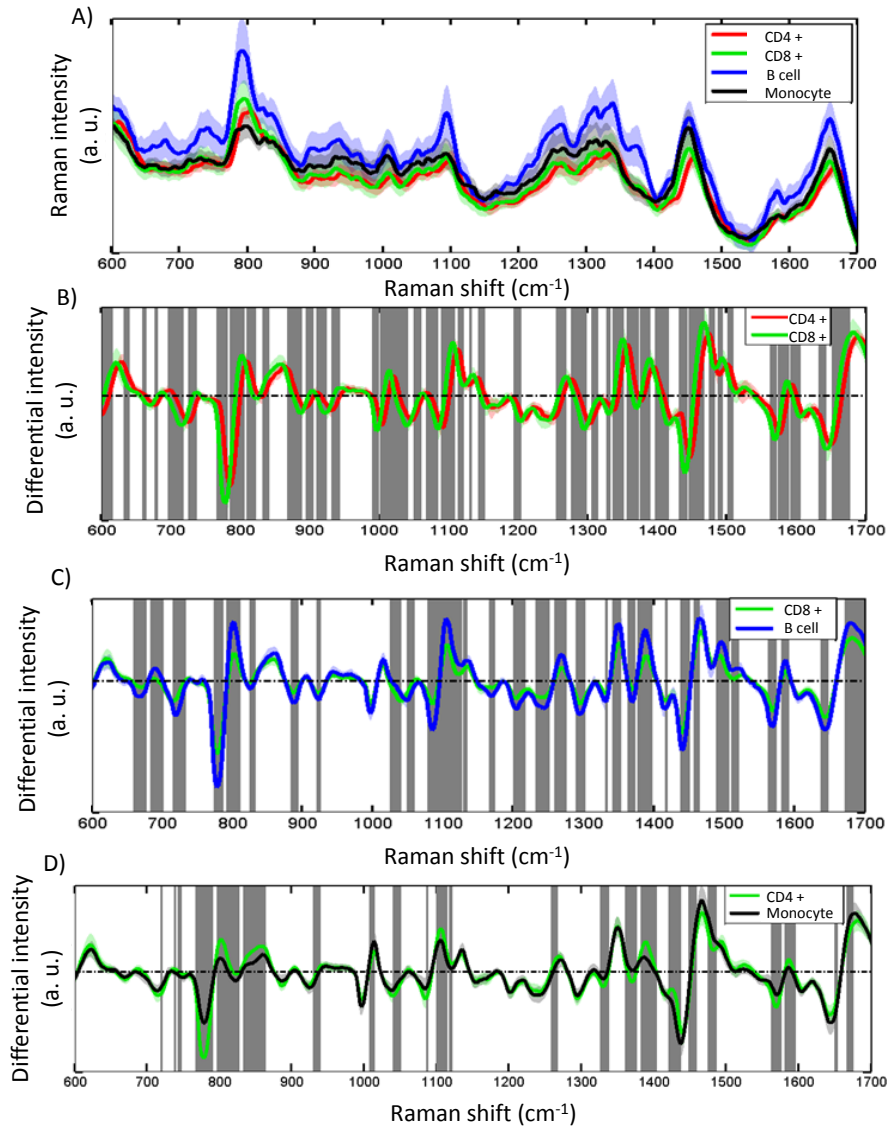 A)
Raman intensity
(a. u.)
CD4 +
CD8 +
B cell
Monocyte
600 700 800 900 1000 1100 1200 1300 1400 1500 1600 1700
Raman shift (cm-1)
B)
Differential intensity
(a. u.)
CD4 +
CD8 +
600 700 800 900 1000 1100 1200 1300 1400 1500 1600 1700
Raman shift (cm-1)
C)
Differential intensity
(a. u.)
CD8 +
B cell
600 700 800 900 1000 1100 1200 1300 1400 1500 1600 1700
Raman shift (cm-1)
D)
Differential intensity
(a. u.)
CD4 +
Monocyte
600 700 800 900 1000 1100 1200 1300 1400 1500 1600 1700
Raman shift (cm-1)